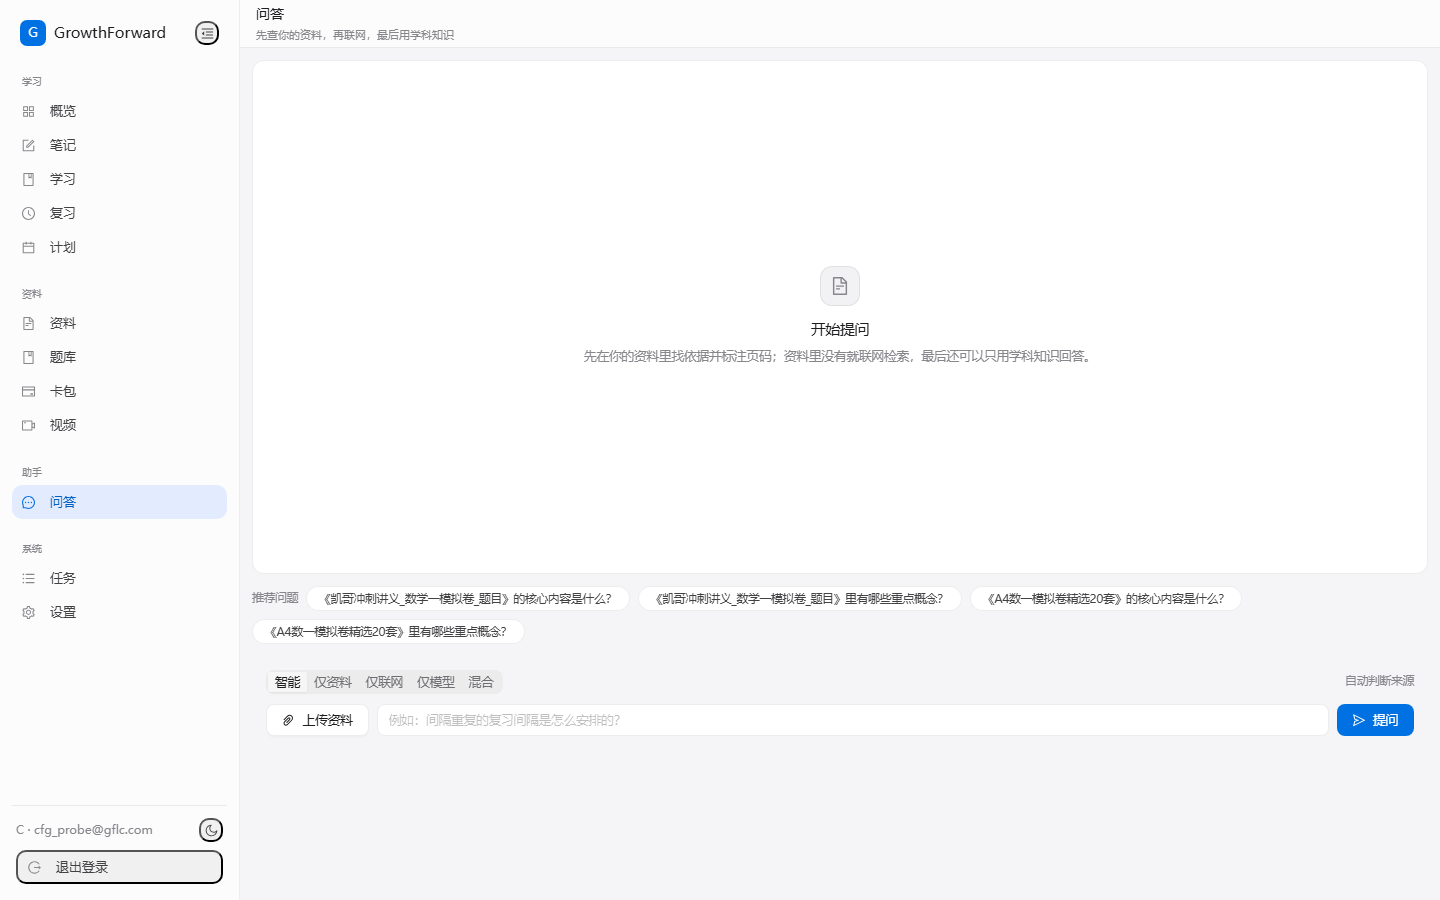 G GrowthForward
学习
概览
笔记
学习
复习
计划
资料
资料
题库
卡包
视频
助手
问答
系统
任务
设置
C · cfg_probe@gflc.com
退出登录
问答
先查你的资料，再联网，最后用学科知识
开始提问
先在你的资料里找依据并标注页码；资料里没有就联网检索，最后还可以只用学科知识回答。
推荐问题 《凯哥冲刺讲义_数学一模拟卷_题目》的核心内容是什么？ 《凯哥冲刺讲义_数学一模拟卷_题目》里有哪些重点概念？ 《A4数一模拟卷精选20套》的核心内容是什么？
《A4数一模拟卷精选20套》里有哪些重点概念？
智能 仅资料 仅联网 仅模型 混合 自动判断来源
上传资料 例如：间隔重复的复习间隔是怎么安排的？ 提问